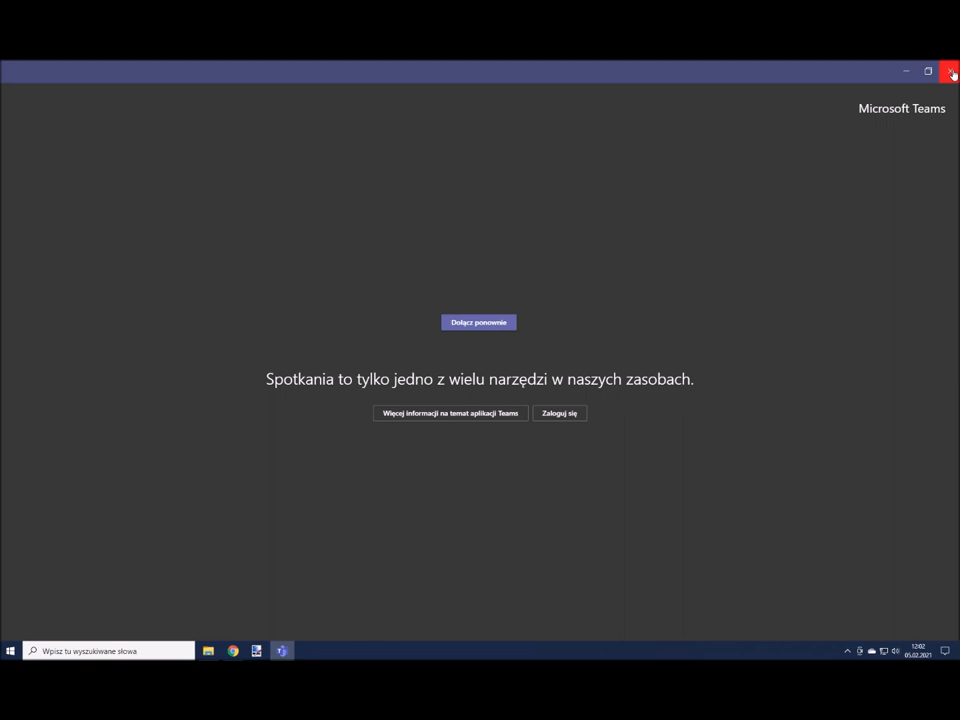 Microsoft Teams
Dołącz ponownie
Spotkania to tylko jedno z wielu narzędzi w naszych zasobach.
Więcej informacji na temat aplikacji Teams
Zaloguj się
Wpisz tu wyszukiwane słowa
12:02
05.02.2021